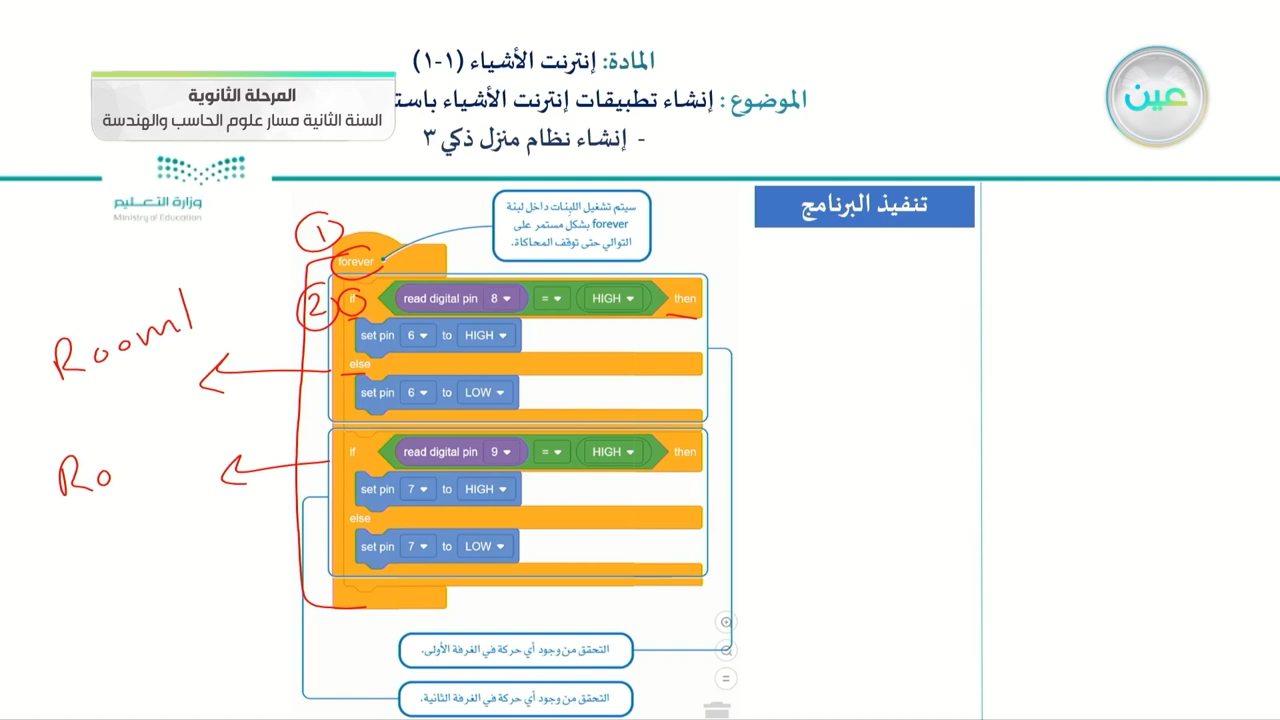 المادة: إنترنت الأشياء (١-١)
الموضوع: إنشاء تطبيقات إنترنت الأشياء باست
- إنشاء نظام منزل ذكي ٣
المرحلة الثانوية
السنة الثانية مسار علوم الحاسب والهندسة
عين
وزارة التعليم
Ministry of Education
تنفيذ البرنامج
سيتم تشغيل اللبنات داخل لبنة
forever بشكل مستمر على
التوالي حتى توقف المحاكاة.
1
forever
2
if read digital pin 8 = HIGH then
set pin 6 to HIGH
else
set pin 6 to LOW
Room1
if read digital pin 9 = HIGH then
set pin 7 to HIGH
else
set pin 7 to LOW
Ro
التحقق من وجود أي حركة في الغرفة الأولى.
التحقق من وجود أي حركة في الغرفة الثانية.